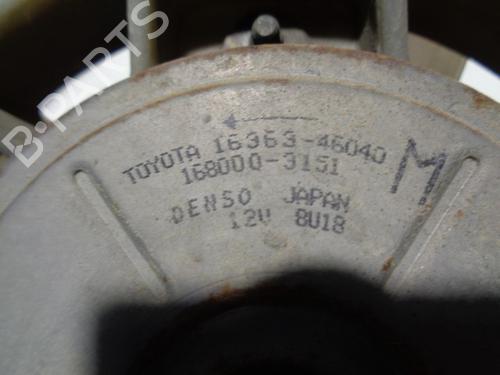 TOYOTA 16363-46040
168000-3151
M
DENSO JAPAN
12V 8U18
B-PARTS